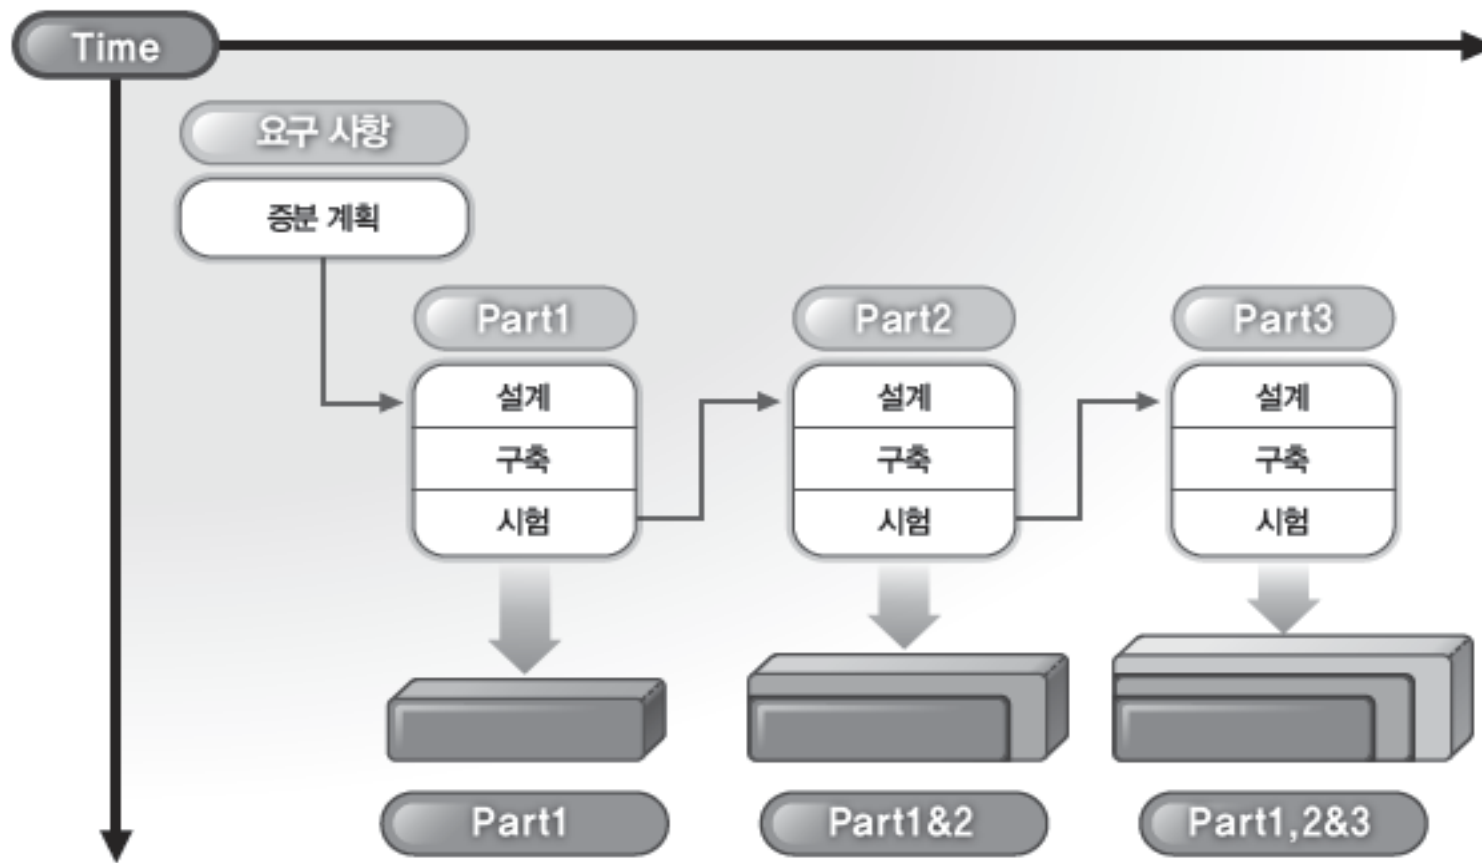 Time
요구 사항
증분 계획
Part1
설계
구축
시험
Part2
설계
구축
시험
Part3
설계
구축
시험
Part1
Part1&2
Part1,2&3